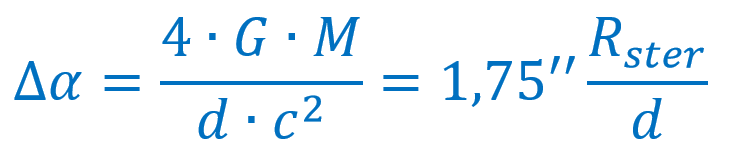 Δα = (4 · G · M) / (d · c²) = 1,75″ R_ster / d